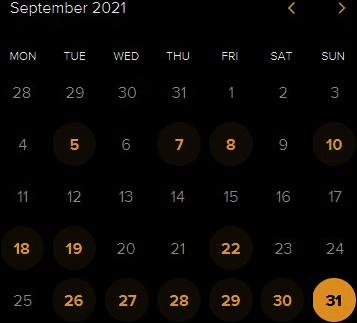 September 2021
MON TUE WED THU FRI SAT SUN
28 29 30 31 1 2 3
4 5 6 7 8 9 10
11 12 13 14 15 16 17
18 19 20 21 22 23 24
25 26 27 28 29 30 31